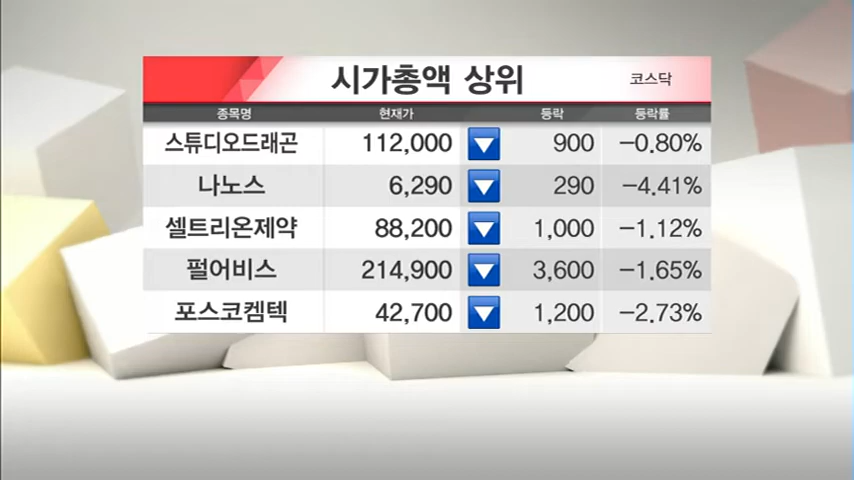 시가총액 상위 코스닥
종목명 현재가 등락 등락률
스튜디오드래곤 112,000 ▼ 900 -0.80%
나노스 6,290 ▼ 290 -4.41%
셀트리온제약 88,200 ▼ 1,000 -1.12%
펄어비스 214,900 ▼ 3,600 -1.65%
포스코켐텍 42,700 ▼ 1,200 -2.73%